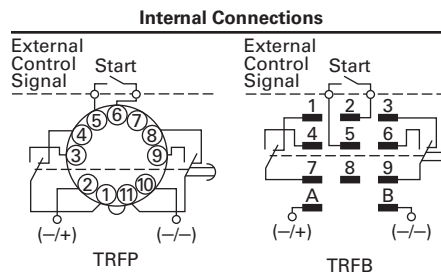 Internal Connections
External
Control
Signal
Start
5 6 7
4 8
3 9
2 10
1 11
(–/+) (–/–)
TRFP
External
Control
Signal
Start
1 2 3
4 5 6
7 8 9
A B
(–/+) (–/–)
TRFB